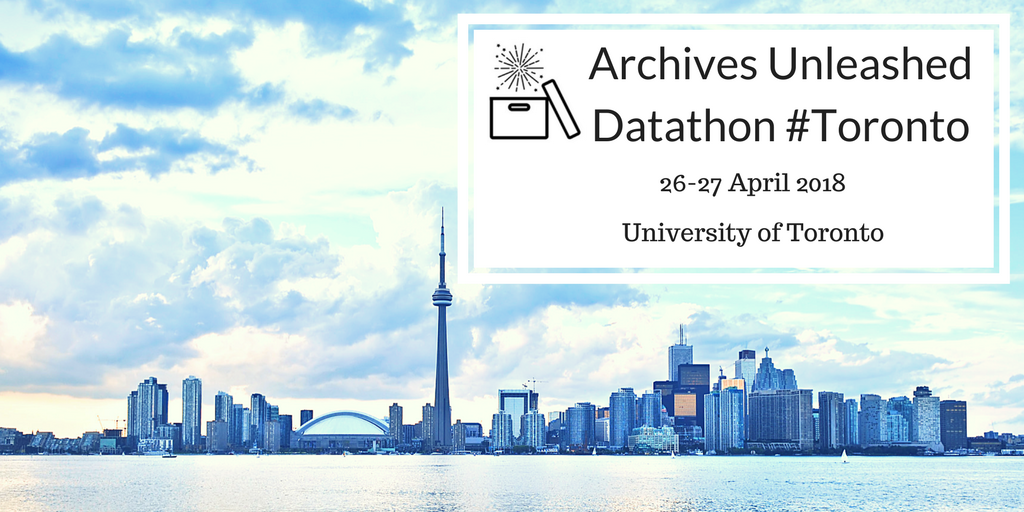 Archives Unleashed
Datathon #Toronto
26-27 April 2018
University of Toronto